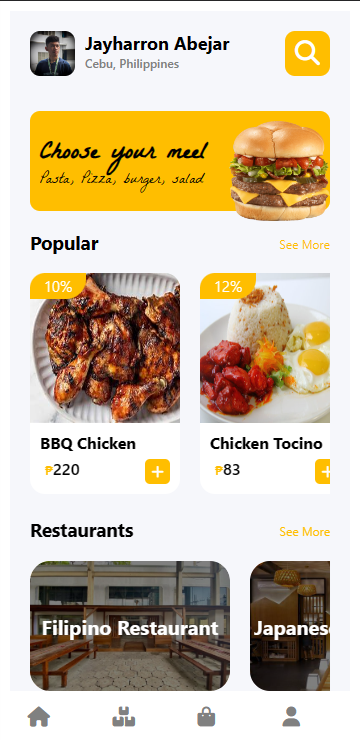 Jayharron Abejar
Cebu, Philippines
Choose your meel
Pasta, Pizza, burger, salad
Popular
See More
10%
12%
BBQ Chicken
Chicken Tocino
₱220
₱83
Restaurants
See More
Filipino Restaurant
Japanese